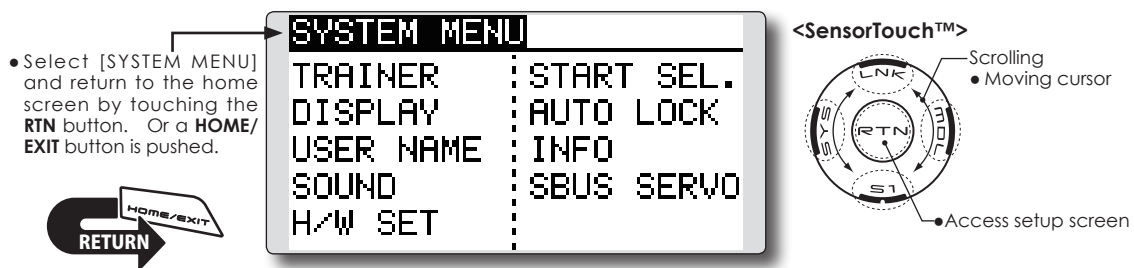 ● Select [SYSTEM MENU]
and return to the home
screen by touching the
RTN button. Or a HOME/
EXIT button is pushed.
HOME/EXIT
RETURN
SYSTEM MENU
TRAINER START SEL.
DISPLAY AUTO LOCK
USER NAME INFO
SOUND SBUS SERVO
H/W SET
<SensorTouch™>
Scrolling
● Moving cursor
LNK
SYS
RTN
MDL
S1
● Access setup screen